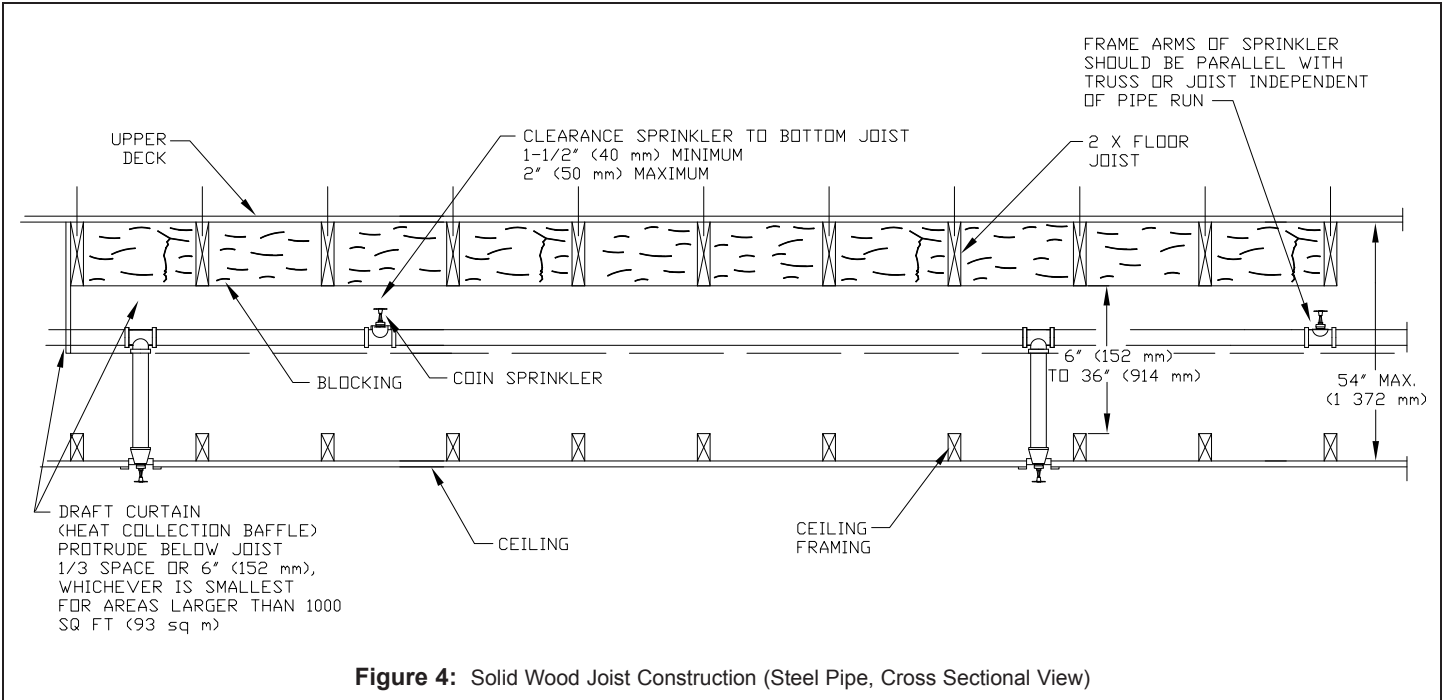 FRAME ARMS OF SPRINKLER
SHOULD BE PARALLEL WITH
TRUSS OR JOIST INDEPENDENT
OF PIPE RUN
UPPER
DECK
CLEARANCE SPRINKLER TO BOTTOM JOIST
1-1/2" (40 mm) MINIMUM
2" (50 mm) MAXIMUM
2 X FLOOR
JOIST
BLOCKING
COIN SPRINKLER
6" (152 mm)
TO 36" (914 mm)
54" MAX.
(1 372 mm)
DRAFT CURTAIN
(HEAT COLLECTION BAFFLE)
PROTRUDE BELOW JOIST
1/3 SPACE OR 6" (152 mm),
WHICHEVER IS SMALLEST
FOR AREAS LARGER THAN 1000
SQ FT (93 sq m)
CEILING
CEILING
FRAMING
Figure 4: Solid Wood Joist Construction (Steel Pipe, Cross Sectional View)